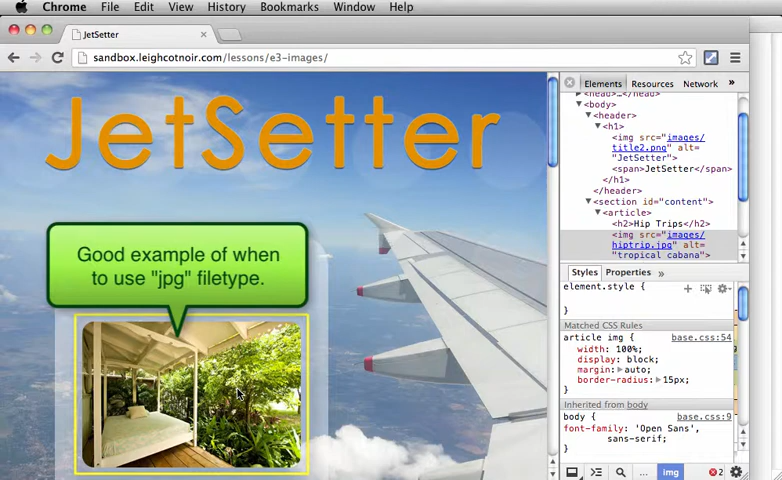 Chrome File Edit View History Bookmarks Window Help
JetSetter
sandbox.leighcotnoir.com/lessons/e3-images/
JetSetter
Good example of when
to use "jpg" filetype.
Elements Resources Network »
<head>…</head>
<body>
<header>
<h1>
<img src="images/
title2.png" alt=
"JetSetter">
<span>JetSetter</span>
</h1>
</header>
<section id="content">
<article>
<h2>Hip Trips</h2>
<img src="images/
hiptrip.jpg" alt=
"tropical cabana">
Styles Properties »
element.style {
}
Matched CSS Rules
article img { base.css:54
width: 100%;
display: block;
margin: auto;
border-radius: 15px;
}
Inherited from body
body { base.css:9
font-family: 'Open Sans',
sans-serif;
}
... img 2